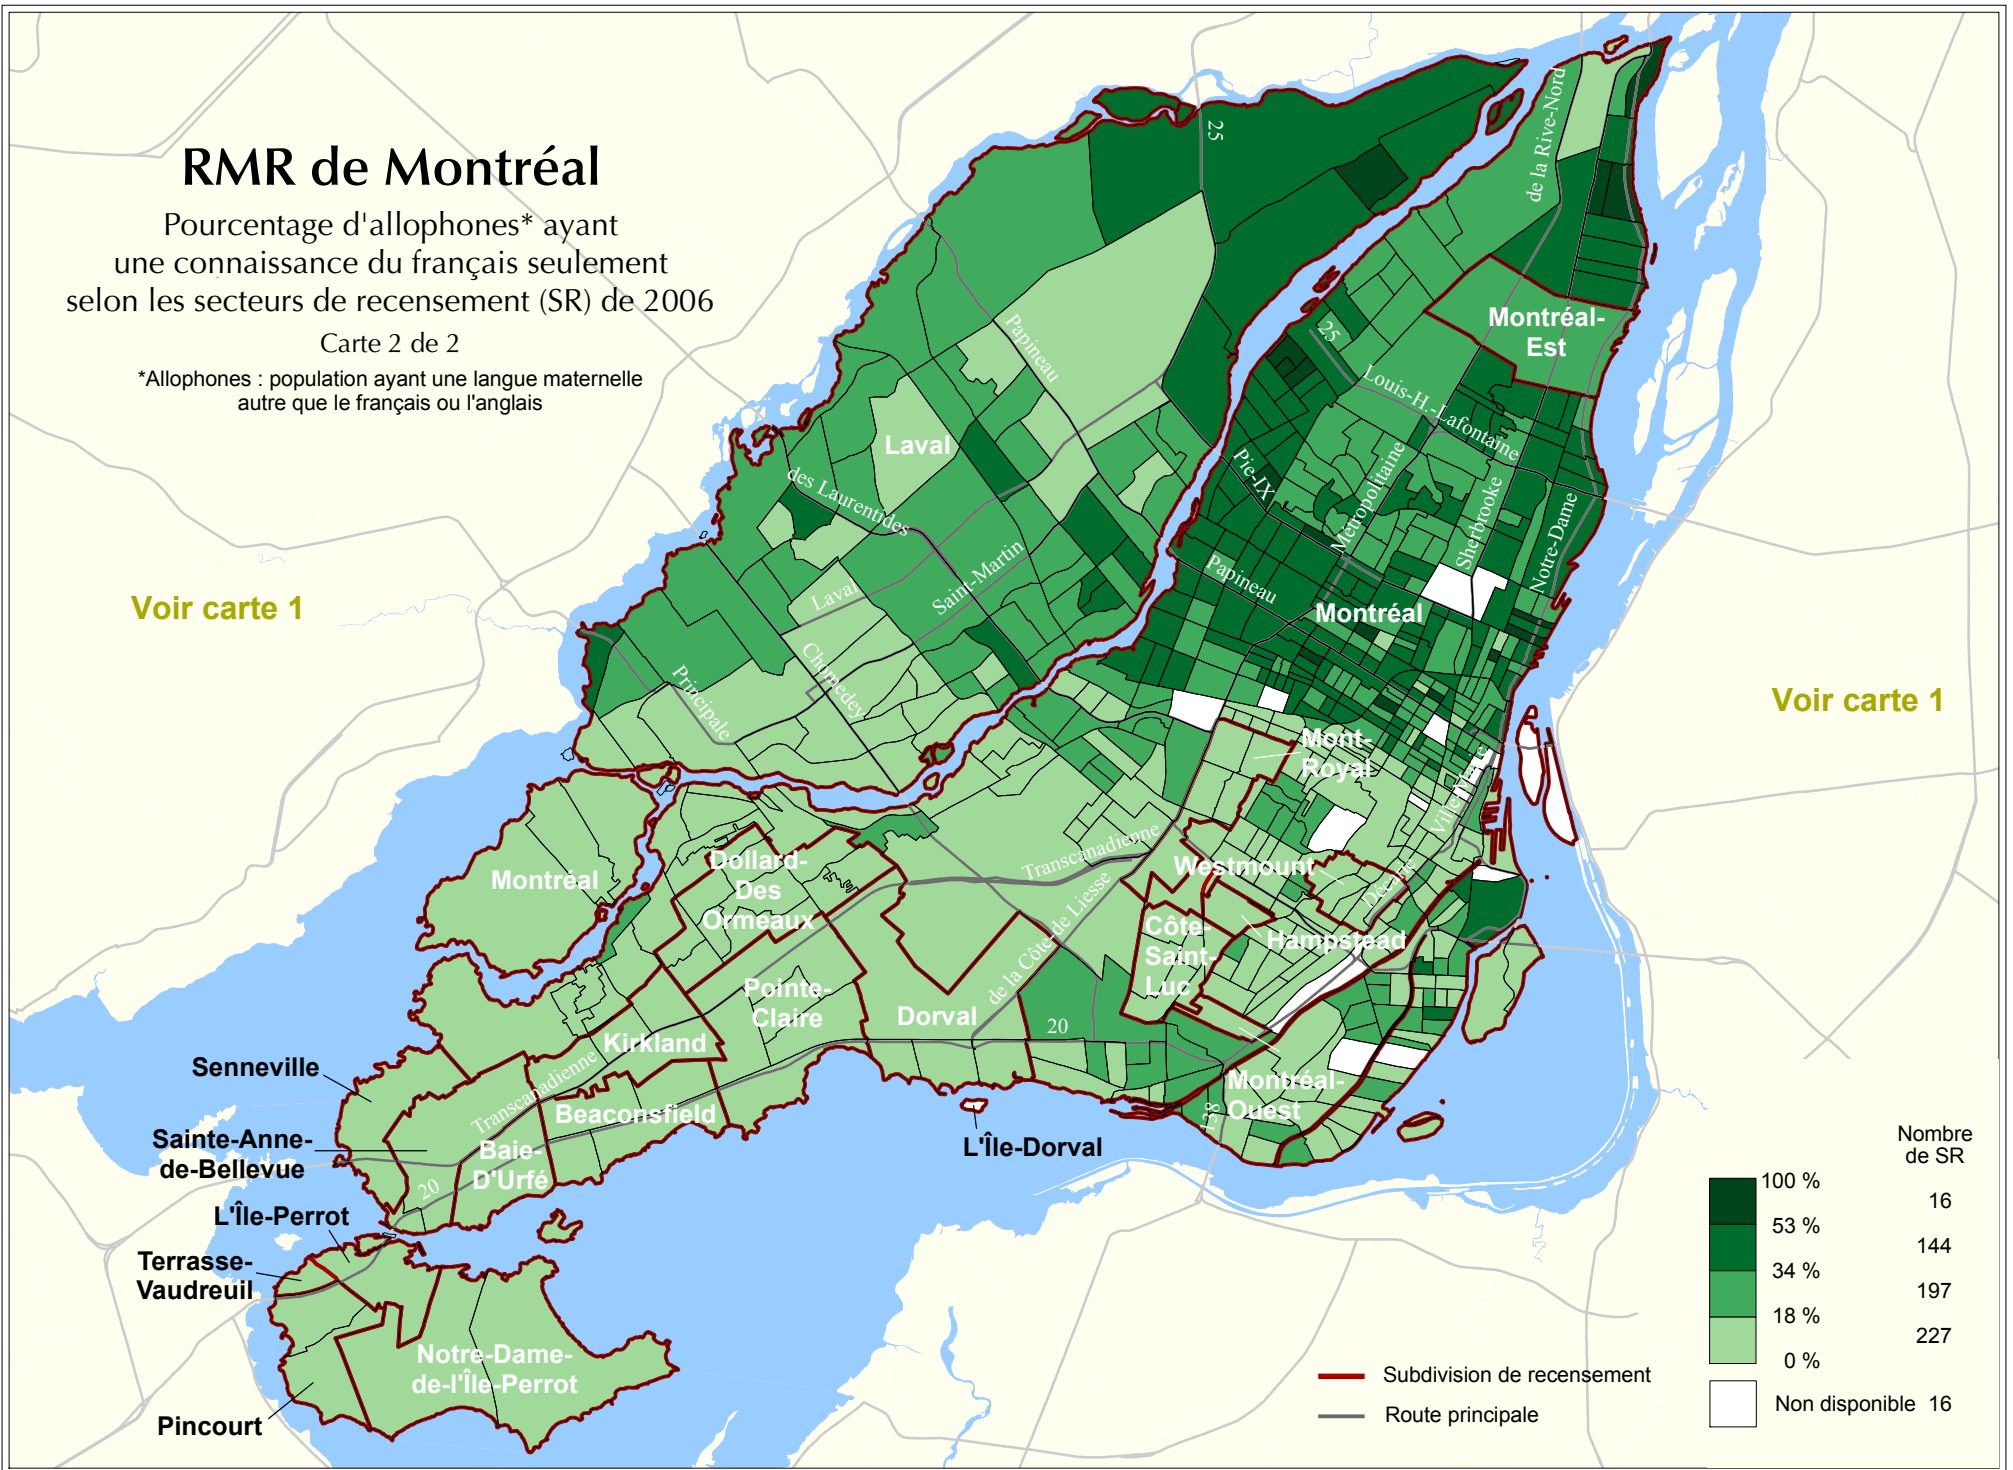 RMR de Montréal
Pourcentage d'allophones* ayant
une connaissance du français seulement
selon les secteurs de recensement (SR) de 2006
Carte 2 de 2
*Allophones : population ayant une langue maternelle
autre que le français ou l'anglais
25
de la Rive-Nord
Montréal-
Est
25
Papineau
Louis-H.-Lafontaine
Laval
des Laurentides
Pie-IX
Métropolitaine
Sherbrooke
Notre-Dame
Saint-Martin
Laval
Papineau
Montréal
Voir carte 1
Voir carte 1
Chomedey
Principale
Mont-
Royal
Ville-Marie
Transcanadienne
Westmount
Décarie
Dollard-
Des
Ormeaux
Montréal
de la Côte-de Liesse
Côte-
Saint-
Luc
Hampstead
Pointe-
Claire
Dorval
20
Kirkland
Senneville
Transcanadienne
Beaconsfield
Montréal-
Ouest
138
Sainte-Anne-
de-Bellevue
Baie-
D'Urfé
20
L'Île-Dorval
L'Île-Perrot
Terrasse-
Vaudreuil
Notre-Dame-
de-l'Île-Perrot
Pincourt
Nombre
de SR
100 %
16
53 %
144
34 %
197
18 %
227
0 %
Non disponible 16
Subdivision de recensement
Route principale